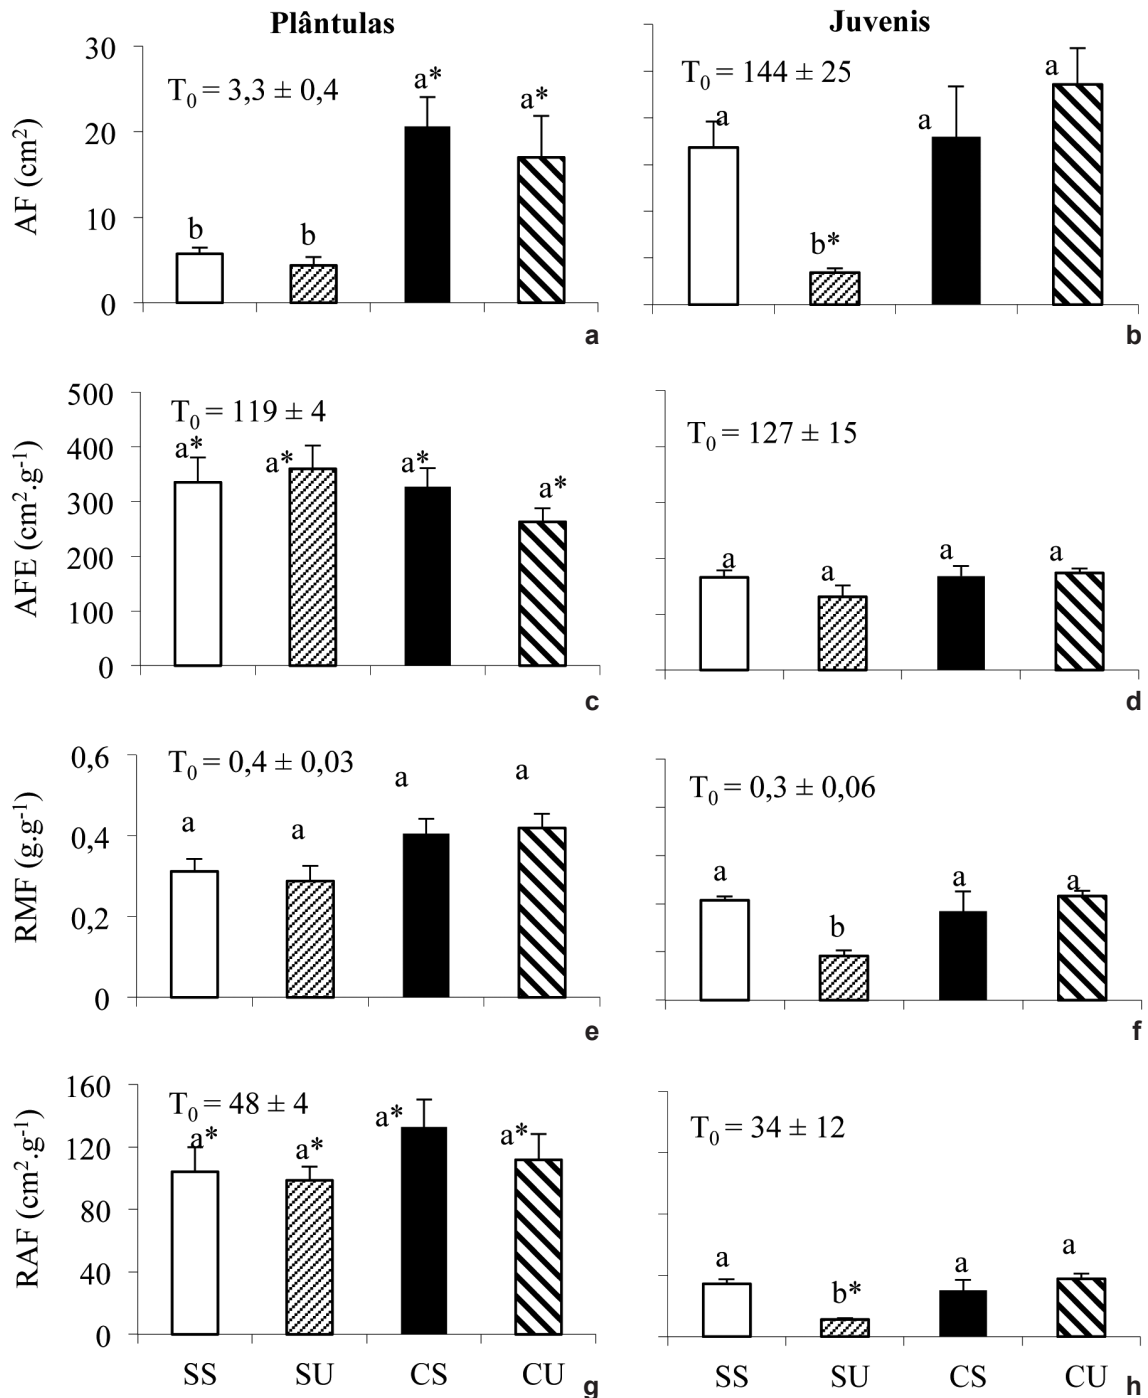 Plântulas
Juvenis
AF (cm²)
30
20
10
0
T₀ = 3,3 ± 0,4
b
b
a*
a*
a
T₀ = 144 ± 25
a
b*
a
a
b
AFE (cm².g⁻¹)
500
400
300
200
100
0
T₀ = 119 ± 4
a*
a*
a*
a*
c
T₀ = 127 ± 15
a
a
a
a
d
RMF (g.g⁻¹)
0,6
0,4
0,2
0
T₀ = 0,4 ± 0,03
a
a
a
a
e
T₀ = 0,3 ± 0,06
a
b
a
a
f
RAF (cm².g⁻¹)
160
120
80
40
0
T₀ = 48 ± 4
a*
a*
a*
a*
SS SU CS CU
g
T₀ = 34 ± 12
a
b*
a
a
SS SU CS CU
h